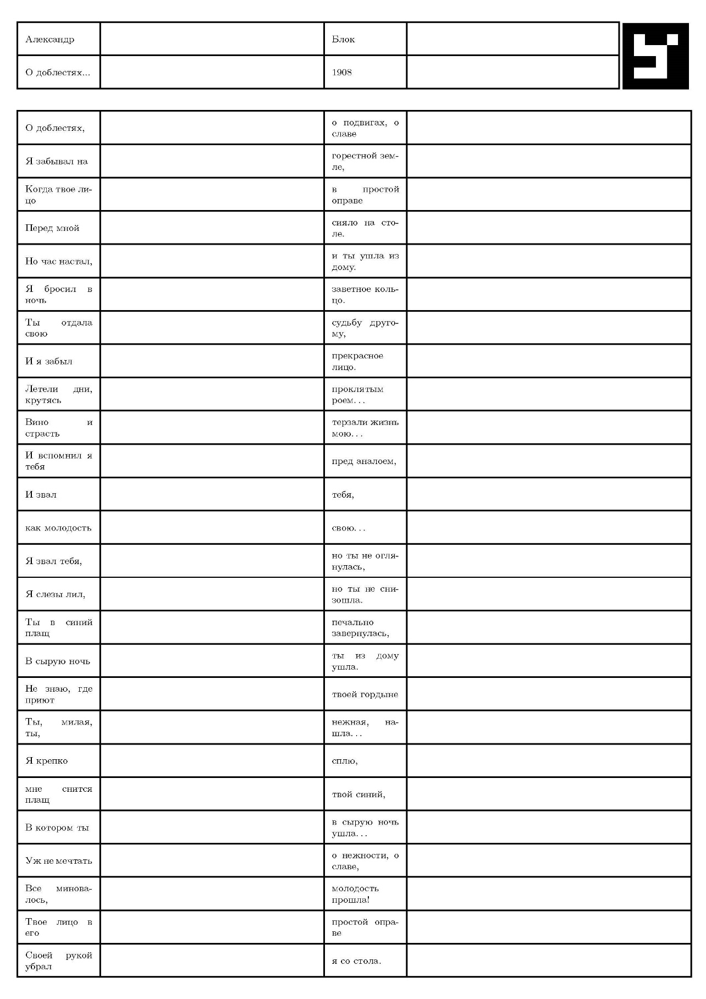 Александр
Блок
О доблестях...
1908
О доблестях,
о подвигах, о
славе
Я забывал на
горестной зем-
ле,
Когда твое ли-
цо
в простой
оправе
Перед мной
сияло на сто-
ле.
Но час настал,
и ты ушла из
дому.
Я бросил в
ночь
заветное коль-
цо.
Ты отдала
свою
судьбу друго-
му,
И я забыл
прекрасное
лицо.
Летели дни,
крутясь
проклятым
роем...
Вино и
страсть
терзали жизнь
мою...
И вспомнил я
тебя
пред аналоем,
И звал
тебя,
как молодость
свою...
Я звал тебя,
но ты не огля-
нулась,
Я слезы лил,
но ты не сни-
зошла.
Ты в синий
плащ
печально
завернулась,
В сырую ночь
ты из дому
ушла.
Не знаю, где
приют
твоей гордыне
Ты, милая,
ты,
нежная, на-
шла...
Я крепко
сплю,
мне снится
плащ
твой синий,
В котором ты
в сырую ночь
ушла...
Уж не мечтать
о нежности, о
славе,
Все минова-
лось,
молодость
прошла!
Твое лицо в
его
простой опра-
ве
Своей рукой
убрал
я со стола.